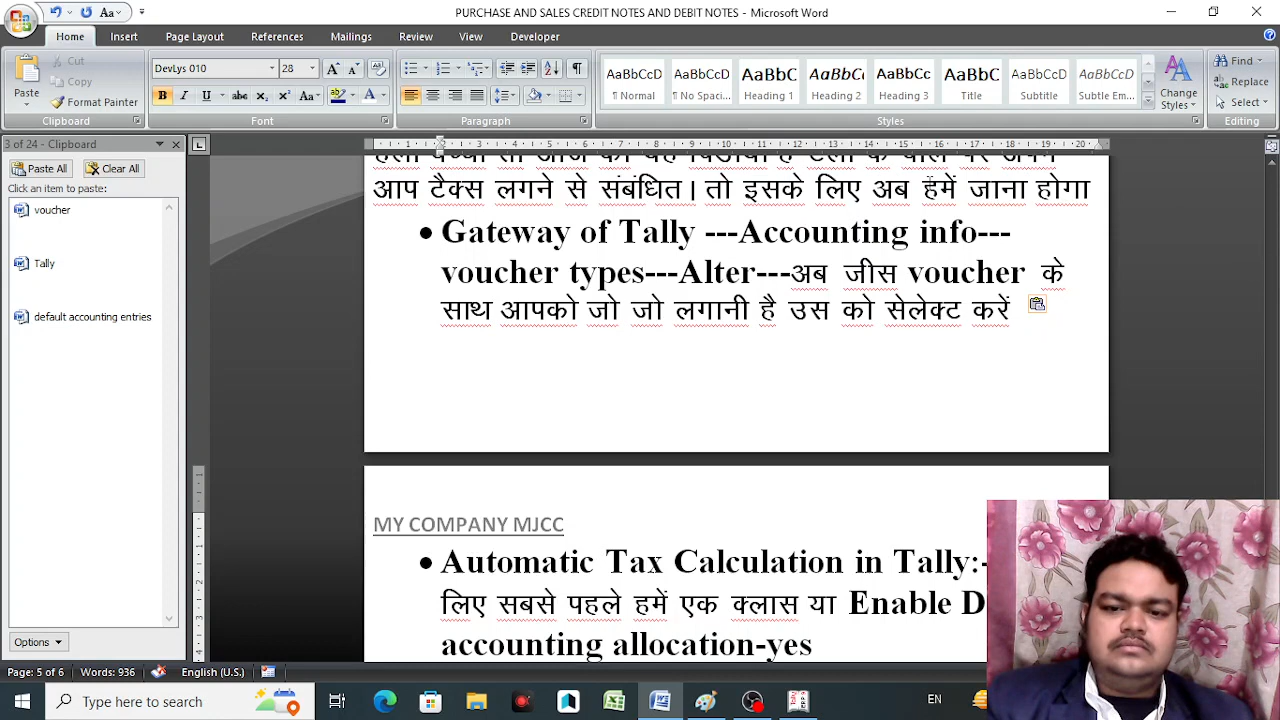 PURCHASE AND SALES CREDIT NOTES AND DEBIT NOTES - Microsoft Word
Home Insert Page Layout References Mailings Review View Developer
Paste Cut Copy Format Painter
DevLys 010 28
AaBbCcD AaBbCcD AaBbC AaBbC AaBbC AaBbC AaBbCcD AaBbCcD
¶ Normal ¶ No Spaci... Heading 1 Heading 2 Heading 3 Title Subtitle Subtle Em...
Change Styles
Find
Replace
Select
Clipboard Font Paragraph Styles Editing
3 of 24 - Clipboard
Paste All Clear All
Click an item to paste:
voucher
Tally
default accounting entries
Options
आप टैक्स लगने से संबंधित। तो इसके लिए अब हमें जाना होगा
• Gateway of Tally ---Accounting info---
voucher types---Alter---अब जीस voucher के
साथ आपको जो जो लगानी है उस को सेलेक्ट करें
MY COMPANY MJCC
• Automatic Tax Calculation in Tally:-
लिए सबसे पहले हमें एक क्लास या Enable D
accounting allocation-yes
Page: 5 of 6 Words: 936 English (U.S.)
Type here to search
EN